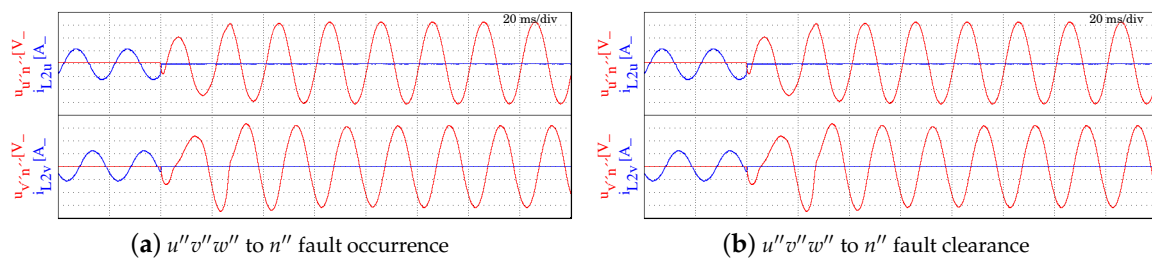 20 ms/div
u_u´n´´[V_
i_L2u [A_
u_v´n´´[V_
i_L2v [A_
20 ms/div
u_u´n´´[V_
i_L2u [A_
u_v´n´´[V_
i_L2v [A_
(a) u″v″w″ to n″ fault occurrence
(b) u″v″w″ to n″ fault clearance